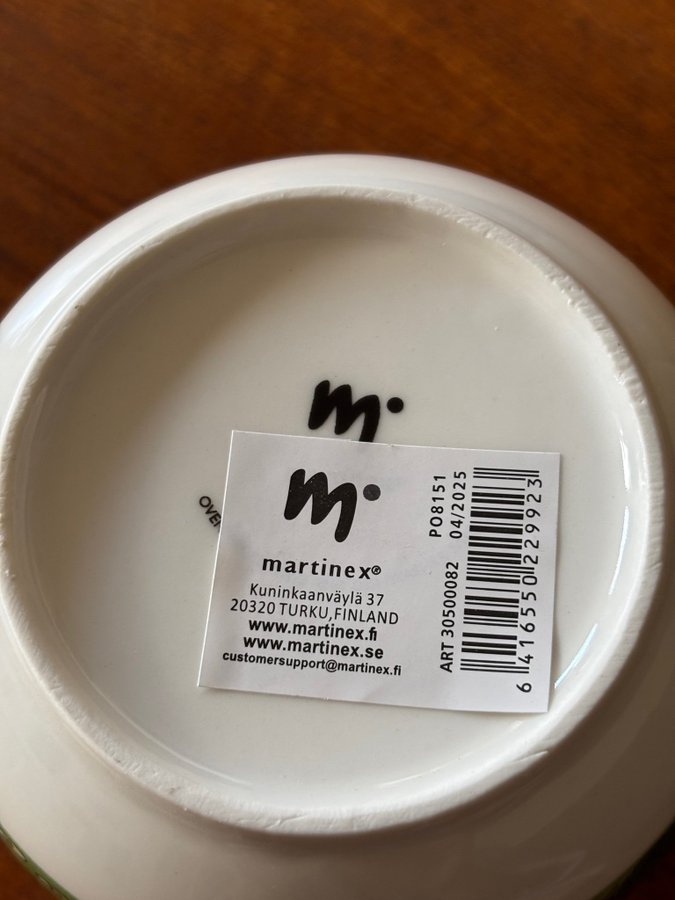 m
m
martinex®
Kuninkaanväylä 37
20320 TURKU,FINLAND
www.martinex.fi
www.martinex.se
customersupport@martinex.fi
ART 30500082
PO8151
04/2025
6 416550 229923